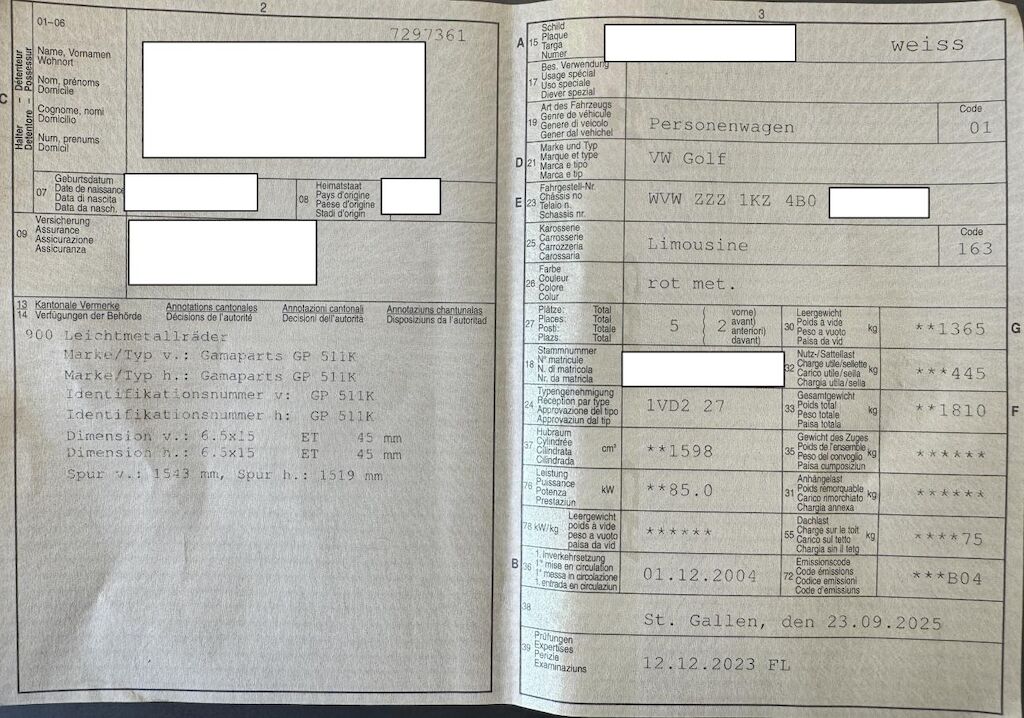 2
01–06
7297361
Name, Vornamen
Wohnort
Nom, prénoms
Domicile
Cognome, nomi
Domicilio
Num, prenums
Domicil
C
Halter – Détenteur
Detentore – Possessur
07
Geburtsdatum
Date de naissance
Data di nascita
Data da nasch.
08
Heimatstaat
Pays d'origine
Paese d'origine
Stadi d'origin
09
Versicherung
Assurance
Assicurazione
Assicuranza
13 Kantonale Vermerke Annotations cantonales Annotazioni cantonali Annotaziuns chantunalas
14 Verfügungen der Behörde Décisions de l'autorité Decisioni dell'autorità Disposiziuns da l'autoritad
900 Leichtmetallräder
Marke/Typ v.: Gamaparts GP 511K
Marke/Typ h.: Gamaparts GP 511K
Identifikationsnummer v: GP 511K
Identifikationsnummer h: GP 511K
Dimension v.: 6.5x15 ET 45 mm
Dimension h.: 6.5x15 ET 45 mm
Spur v.: 1543 mm, Spur h.: 1519 mm
3
A 15
Schild
Plaque
Targa
Numer
weiss
17
Bes. Verwendung
Usage spécial
Uso speciale
Diever spezial
19
Art des Fahrzeugs
Genre de véhicule
Genere di veicolo
Gener dal vehichel
Personenwagen
Code
01
D 21
Marke und Typ
Marque et type
Marca e tipo
Marca e tip
VW Golf
E 23
Fahrgestell-Nr.
Châssis no
Telaio n.
Schassis nr.
WVW ZZZ 1KZ 4B0
25
Karosserie
Carrosserie
Carrozzeria
Carossaria
Limousine
Code
163
26
Farbe
Couleur
Colore
Colur
rot met.
27
Plätze: Total
Places: Total
Posti: Totale
Plazs: Total
5
2
vorne)
avant)
anteriori)
davant)
30
Leergewicht
Poids à vide
Peso a vuoto
Paisa da vid
kg
**1365
G
18
Stammnummer
N° matricule
N. di matricola
Nr. da matricla
32
Nutz-/Sattellast
Charge utile/sellette
Carico utile/sella
Chargia utila/sella
kg
***445
24
Typengenehmigung
Réception par type
Approvazione del tipo
Approvaziun dal tip
1VD2 27
33
Gesamtgewicht
Poids total
Peso totale
Paisa totala
kg
**1810
F
37
Hubraum
Cylindrée
Cilindrata
Cilindrada
cm³
**1598
35
Gewicht des Zuges
Poids de l'ensemble
Peso del convoglio
Paisa cumposiziun
kg
******
76
Leistung
Puissance
Potenza
Prestaziun
kW
**85.0
31
Anhängelast
Poids remorquable
Carico rimorchiato
Chargia annexa
kg
******
78 kW/kg
Leergewicht
poids à vide
peso a vuoto
paisa da vid
******
55
Dachlast
Charge sur le toit
Carico sul tetto
Chargia sin il tetg
kg
****75
B 36
1. Inverkehrsetzung
1re mise en circulation
1a messa in circolazione
1. entrada en circulaziun
01.12.2004
72
Emissionscode
Code émissions
Codice emissioni
Code d'emissiuns
***B04
38
St. Gallen, den 23.09.2025
39
Prüfungen
Expertises
Perizie
Examinaziuns
12.12.2023 FL